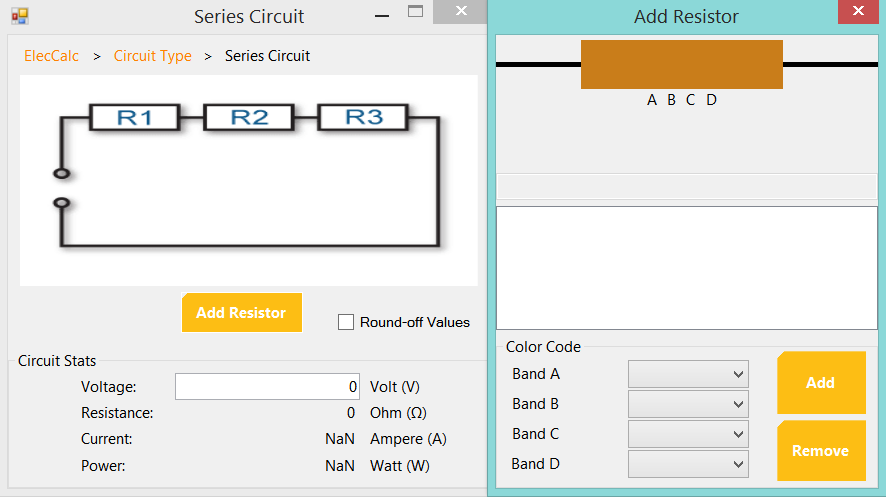 Series Circuit
ElecCalc > Circuit Type > Series Circuit
R1 R2 R3
Add Resistor
Round-off Values
Circuit Stats
Voltage: 0 Volt (V)
Resistance: 0 Ohm (Ω)
Current: NaN Ampere (A)
Power: NaN Watt (W)
Add Resistor
A B C D
Color Code
Band A
Band B
Band C
Band D
Add
Remove